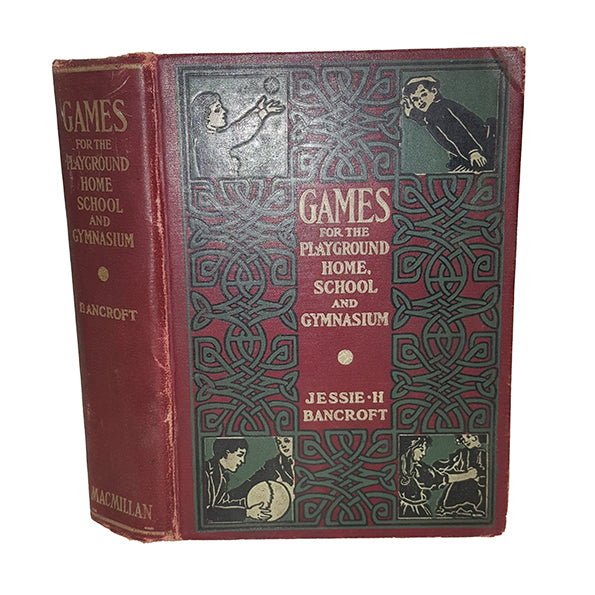 GAMES
FOR THE
PLAYGROUND
HOME
SCHOOL
AND
GYMNASIUM
BANCROFT
MACMILLAN
GAMES
FOR THE
PLAYGROUND
HOME,
SCHOOL
AND
GYMNASIUM
JESSIE·H
BANCROFT